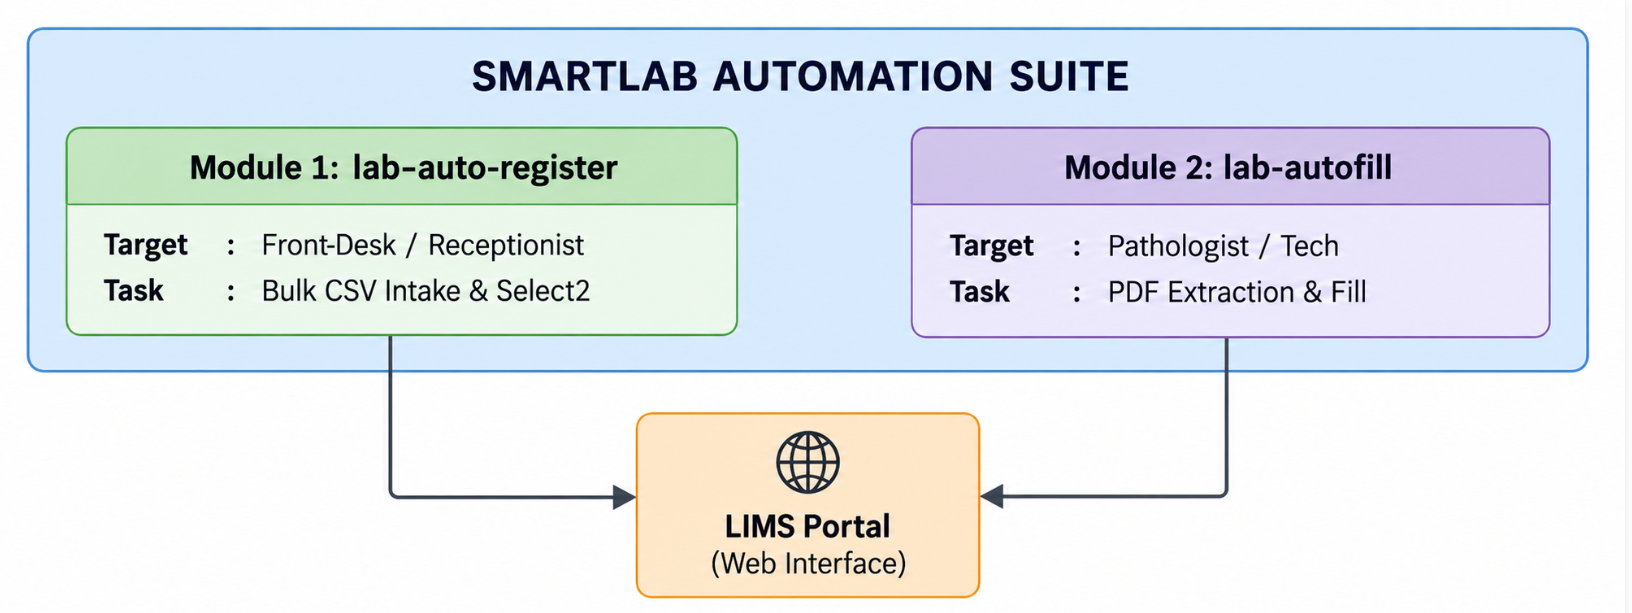 SMARTLAB AUTOMATION SUITE
Module 1: lab-auto-register
Target : Front-Desk / Receptionist
Task : Bulk CSV Intake & Select2
Module 2: lab-autofill
Target : Pathologist / Tech
Task : PDF Extraction & Fill
LIMS Portal
(Web Interface)